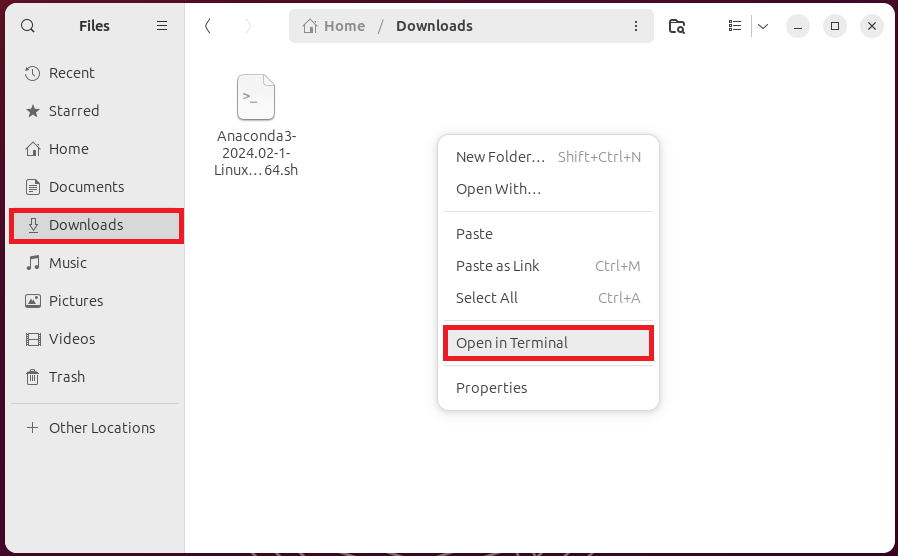 Files
Home / Downloads
Recent
Starred
Home
Documents
Downloads
Music
Pictures
Videos
Trash
Other Locations
>_
Anaconda3-
2024.02-1-
Linux…64.sh
New Folder… Shift+Ctrl+N
Open With…
Paste
Paste as Link Ctrl+M
Select All Ctrl+A
Open in Terminal
Properties